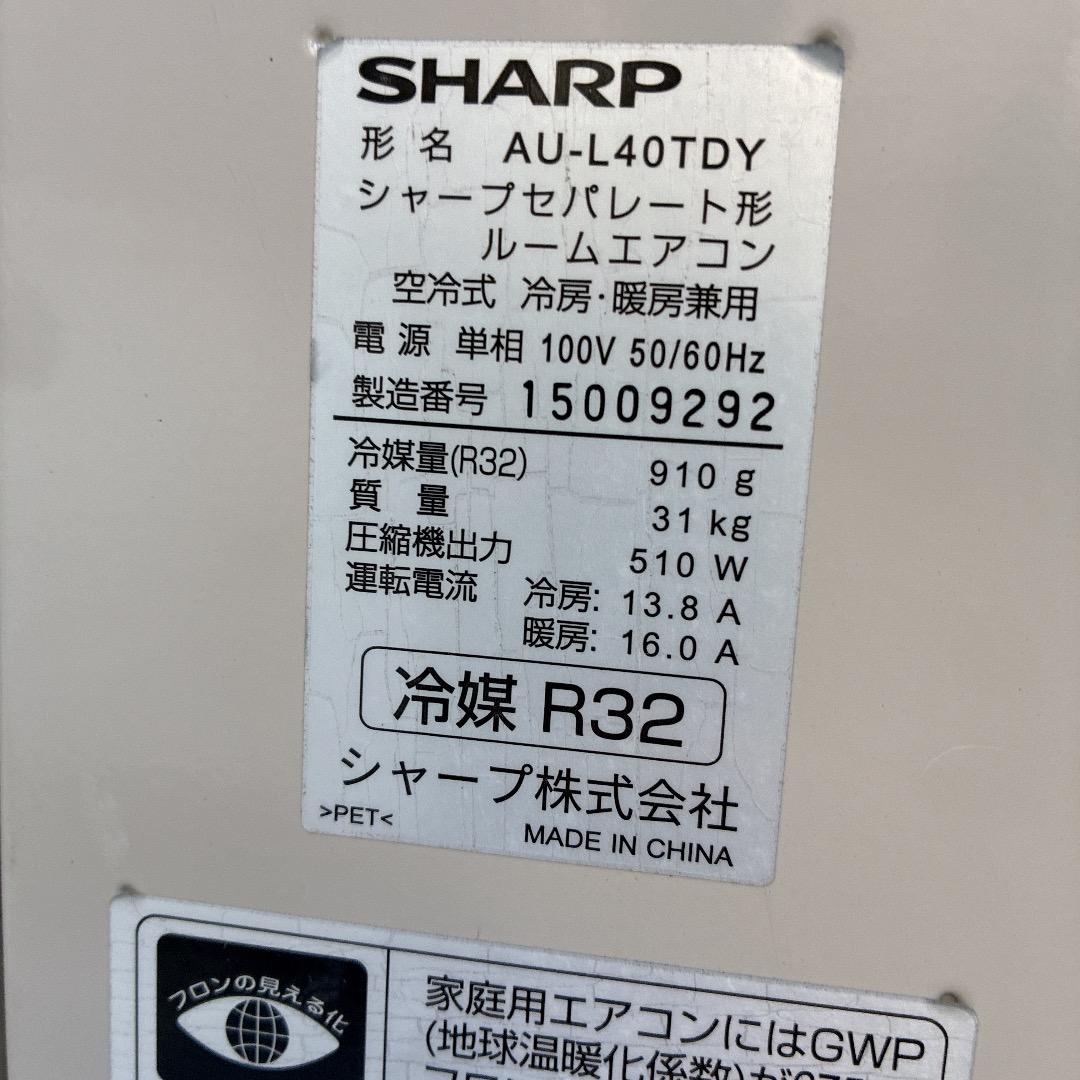 SHARP
形名 AU-L40TDY
シャープセパレート形
ルームエアコン
空冷式 冷房・暖房兼用
電源 単相 100V 50/60Hz
製造番号 15009292
冷媒量(R32) 910 g
質量 31 kg
圧縮機出力 510 W
運転電流 冷房: 13.8 A
暖房: 16.0 A
冷媒 R32
シャープ株式会社
>PET<
MADE IN CHINA
フロンの見える化
家庭用エアコンにはGWP
(地球温暖化係数)が